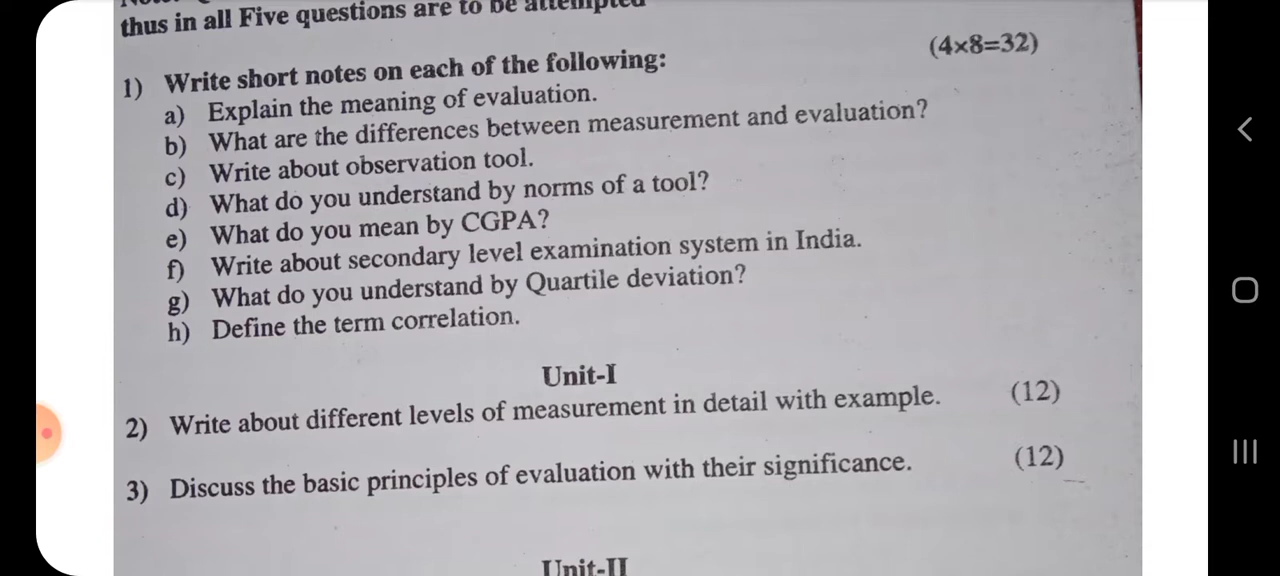 thus in all Five questions are to be attempted
(4×8=32)
1) Write short notes on each of the following:
a) Explain the meaning of evaluation.
b) What are the differences between measurement and evaluation?
c) Write about observation tool.
d) What do you understand by norms of a tool?
e) What do you mean by CGPA?
f) Write about secondary level examination system in India.
g) What do you understand by Quartile deviation?
h) Define the term correlation.
Unit-I
2) Write about different levels of measurement in detail with example. (12)
3) Discuss the basic principles of evaluation with their significance. (12)
Unit-II